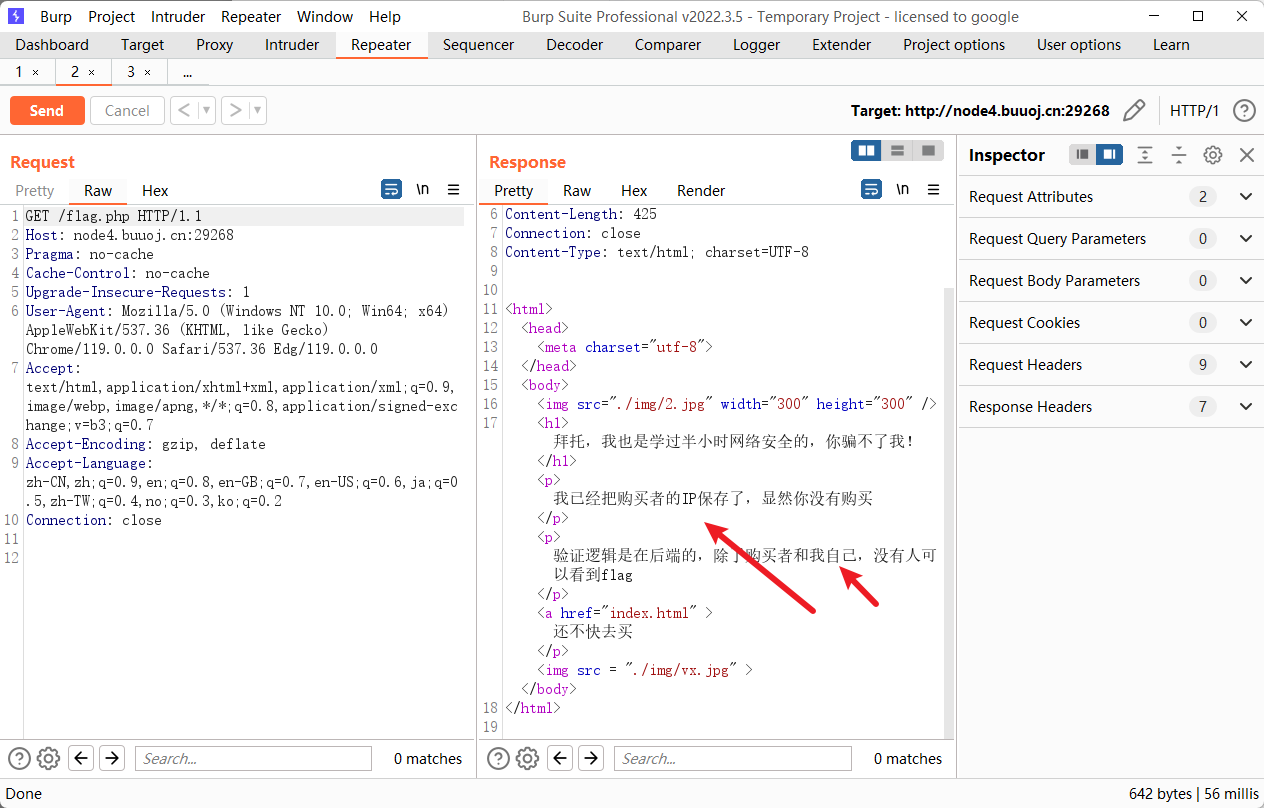 Burp Project Intruder Repeater Window Help Burp Suite Professional v2022.3.5 - Temporary Project - licensed to google
Dashboard Target Proxy Intruder Repeater Sequencer Decoder Comparer Logger Extender Project options User options Learn
1 × 2 × 3 × ...
Send Cancel < > Target: http://node4.buuoj.cn:29268 HTTP/1 ?
Request
Pretty Raw Hex \n
1 GET /flag.php HTTP/1.1
2 Host: node4.buuoj.cn:29268
3 Pragma: no-cache
4 Cache-Control: no-cache
5 Upgrade-Insecure-Requests: 1
6 User-Agent: Mozilla/5.0 (Windows NT 10.0; Win64; x64)
AppleWebKit/537.36 (KHTML, like Gecko)
Chrome/119.0.0.0 Safari/537.36 Edg/119.0.0.0
7 Accept:
text/html,application/xhtml+xml,application/xml;q=0.9,
image/webp,image/apng,*/*;q=0.8,application/signed-exc
hange;v=b3;q=0.7
8 Accept-Encoding: gzip, deflate
9 Accept-Language:
zh-CN,zh;q=0.9,en;q=0.8,en-GB;q=0.7,en-US;q=0.6,ja;q=0
.5,zh-TW;q=0.4,no;q=0.3,ko;q=0.2
10 Connection: close
11
12
? Search... 0 matches
Response
Pretty Raw Hex Render \n
6 Content-Length: 425
7 Connection: close
8 Content-Type: text/html; charset=UTF-8
9
10
11 <html>
12 <head>
13 <meta charset="utf-8">
14 </head>
15 <body>
16 <img src="./img/2.jpg" width="300" height="300" />
17 <h1>
拜托，我也是学过半小时网络安全的，你骗不了我！
</h1>
<p>
我已经把购买者的IP保存了，显然你没有购买
</p>
<p>
验证逻辑是在后端的，除了购买者和我自己，没有人可
以看到flag
</p>
<a href="index.html" >
还不快去买
</p>
<img src = "./img/vx.jpg" >
</body>
18 </html>
19
? Search... 0 matches
Inspector
Request Attributes 2
Request Query Parameters 0
Request Body Parameters 0
Request Cookies 0
Request Headers 9
Response Headers 7
Done 642 bytes | 56 millis